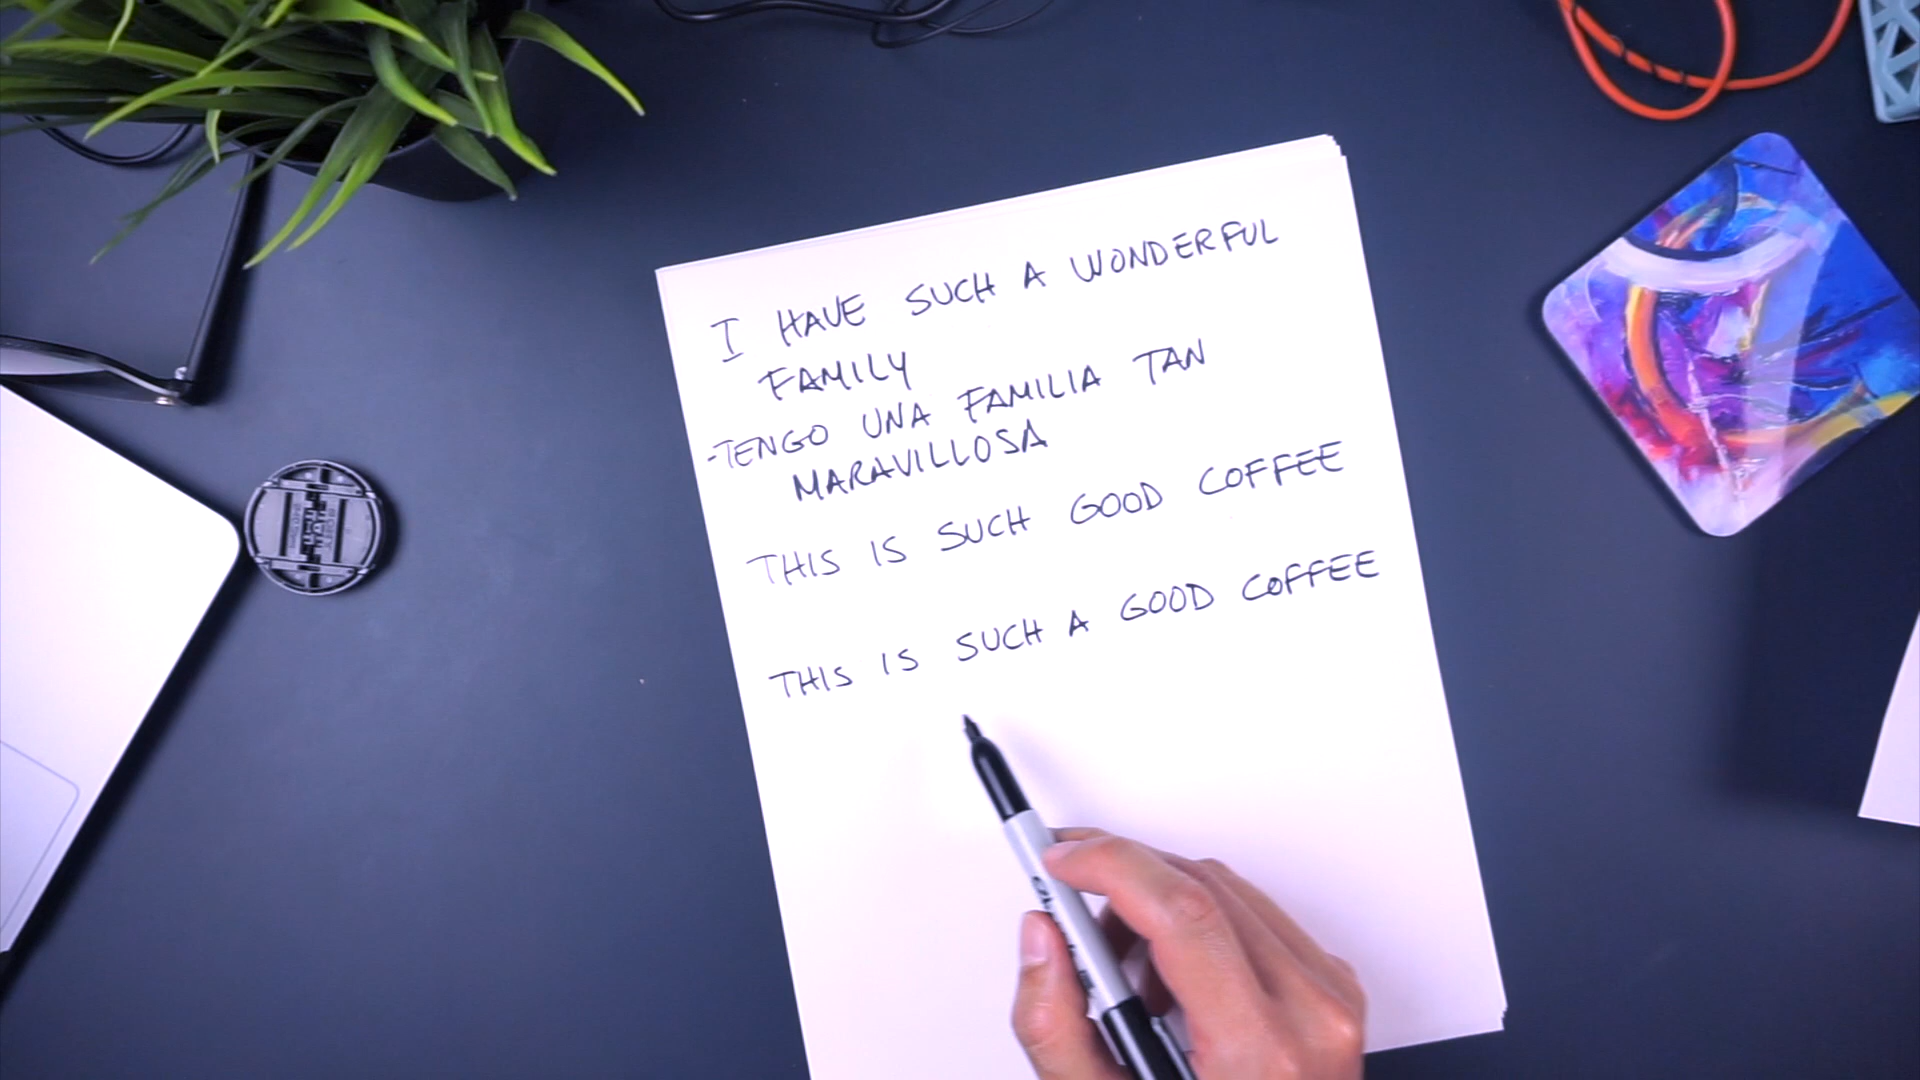 I HAVE SUCH A WONDERFUL
FAMILY
-TENGO UNA FAMILIA TAN
MARAVILLOSA
THIS IS SUCH GOOD COFFEE
THIS IS SUCH A GOOD COFFEE